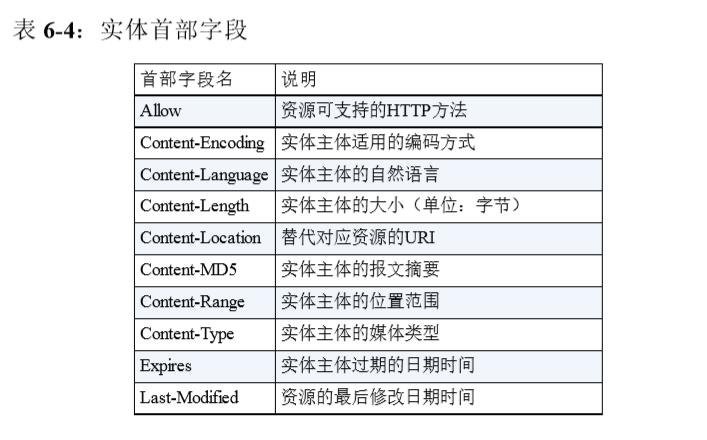 表 6-4：实体首部字段
首部字段名 说明
Allow 资源可支持的HTTP方法
Content-Encoding 实体主体适用的编码方式
Content-Language 实体主体的自然语言
Content-Length 实体主体的大小（单位：字节）
Content-Location 替代对应资源的URI
Content-MD5 实体主体的报文摘要
Content-Range 实体主体的位置范围
Content-Type 实体主体的媒体类型
Expires 实体主体过期的日期时间
Last-Modified 资源的最后修改日期时间